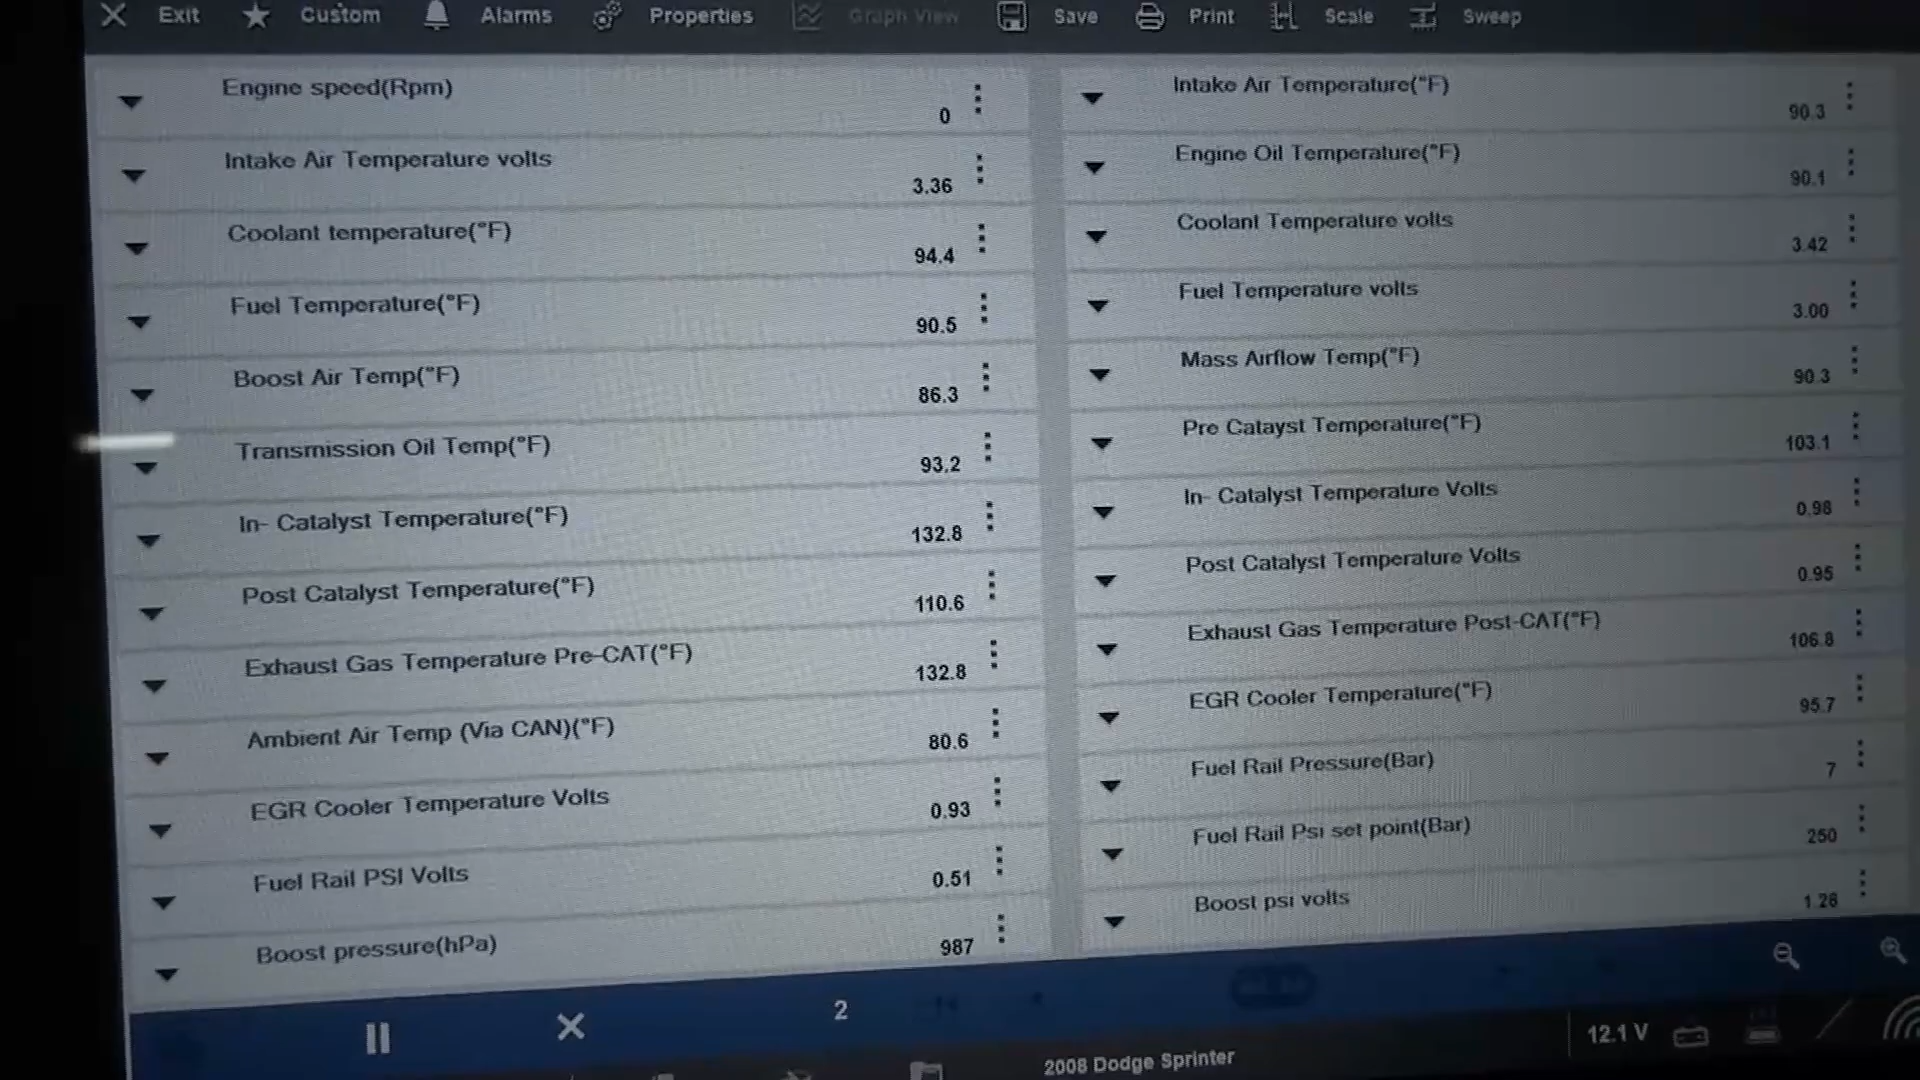 Exit Custom Alarms Properties Graph View Save Print Scale Sweep
Engine speed(Rpm) 0
Intake Air Temperature(°F) 90.3
Intake Air Temperature volts 3.36
Engine Oil Temperature(°F) 90.1
Coolant temperature(°F) 94.4
Coolant Temperature volts 3.42
Fuel Temperature(°F) 90.5
Fuel Temperature volts 3.00
Boost Air Temp(°F) 86.3
Mass Airflow Temp(°F) 90.3
Transmission Oil Temp(°F) 93.2
Pre Catayst Temperature(°F) 103.1
In- Catalyst Temperature(°F) 132.8
In- Catalyst Temperature Volts 0.98
Post Catalyst Temperature(°F) 110.6
Post Catalyst Temperature Volts 0.95
Exhaust Gas Temperature Pre-CAT(°F) 132.8
Exhaust Gas Temperature Post-CAT(°F) 106.8
Ambient Air Temp (Via CAN)(°F) 80.6
EGR Cooler Temperature(°F) 95.7
EGR Cooler Temperature Volts 0.93
Fuel Rail Pressure(Bar) 7
Fuel Rail PSI Volts 0.51
Fuel Rail Psi set point(Bar) 250
Boost pressure(hPa) 987
Boost psi volts 1.26
2
12.1 V
2008 Dodge Sprinter